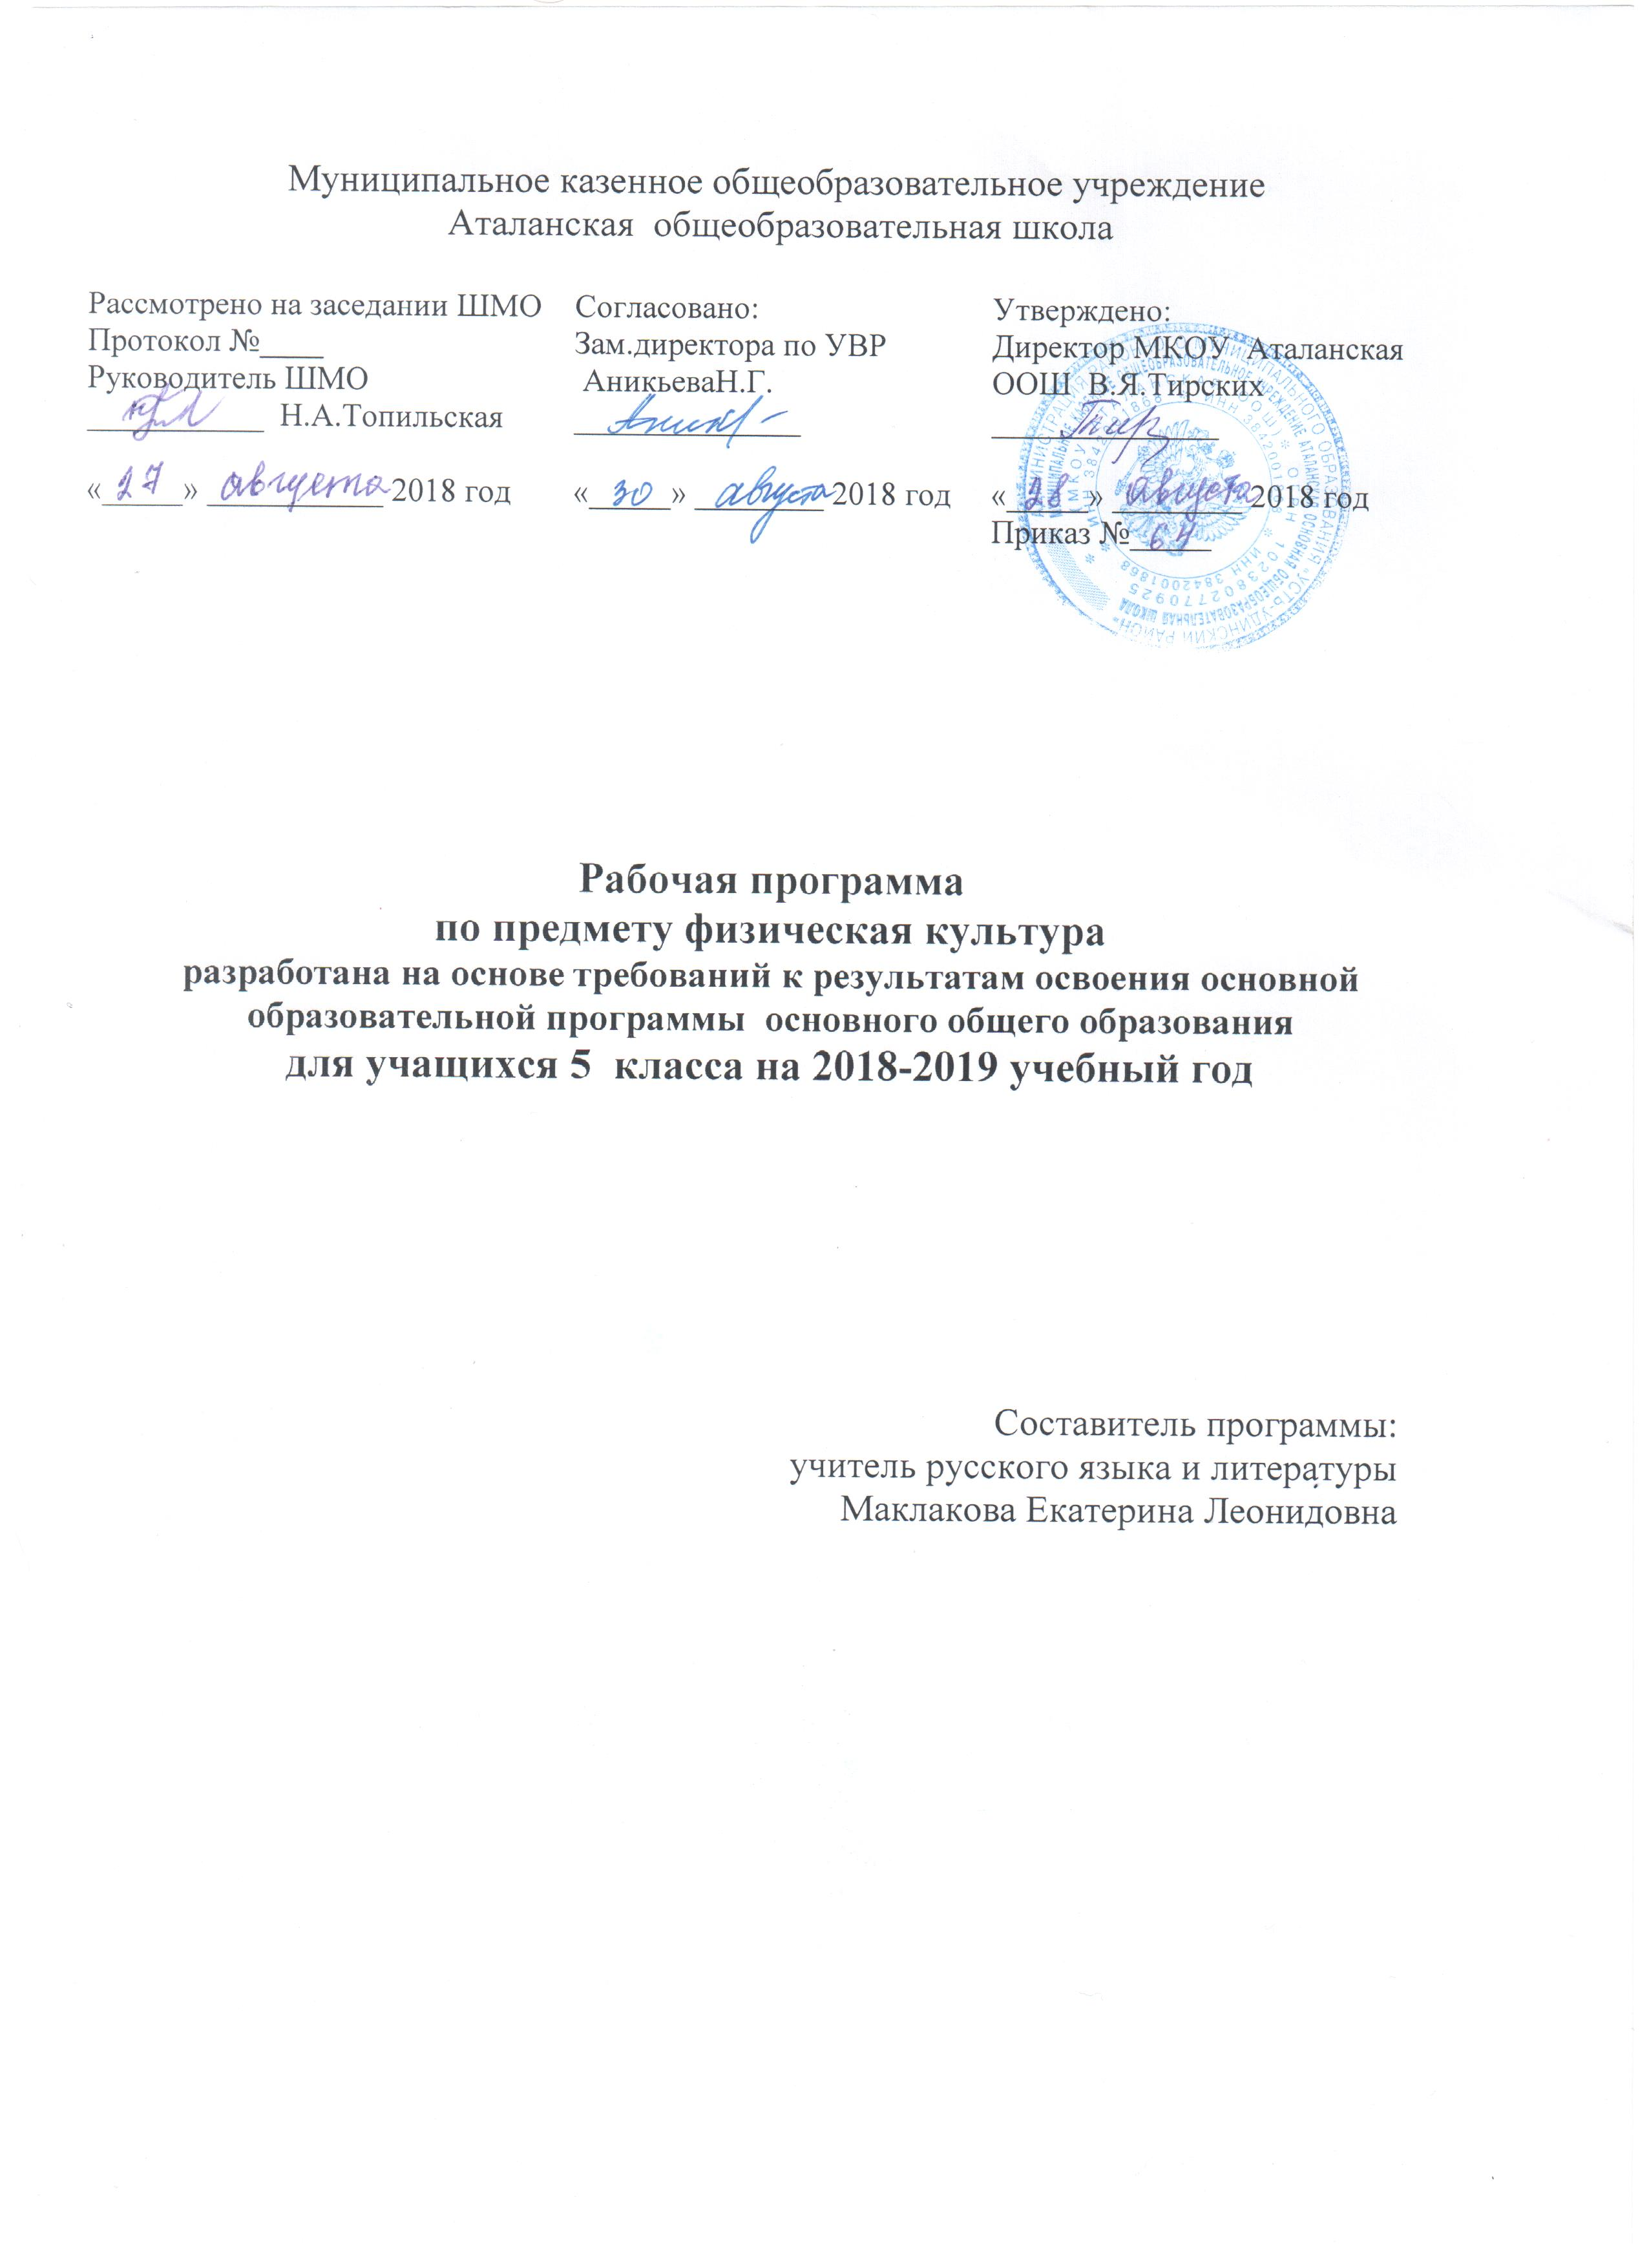 Муниципальное казенное общеобразовательное учреждение
Аталанская  общеобразовательная школа
Рассмотрено на заседании ШМО
Протокол №____
Руководитель ШМО
___________ Н.А.Топильская
«27» августа 2018 год
Согласовано:
Зам.директора по УВР
АникьеваН.Г.
______________
«30» августа 2018 год
Утверждено:
Директор МКОУ  Аталанская
ООШ  В.Я.Тирских
______________
«28» августа 2018 год
Приказ № 64
Рабочая программа
по предмету физическая культура
разработана на основе требований к результатам освоения основной
образовательной программы  основного общего образования
для учащихся 5  класса на 2018-2019 учебный год
Составитель программы:
учитель русского языка и литературы
Маклакова Екатерина Леонидовна